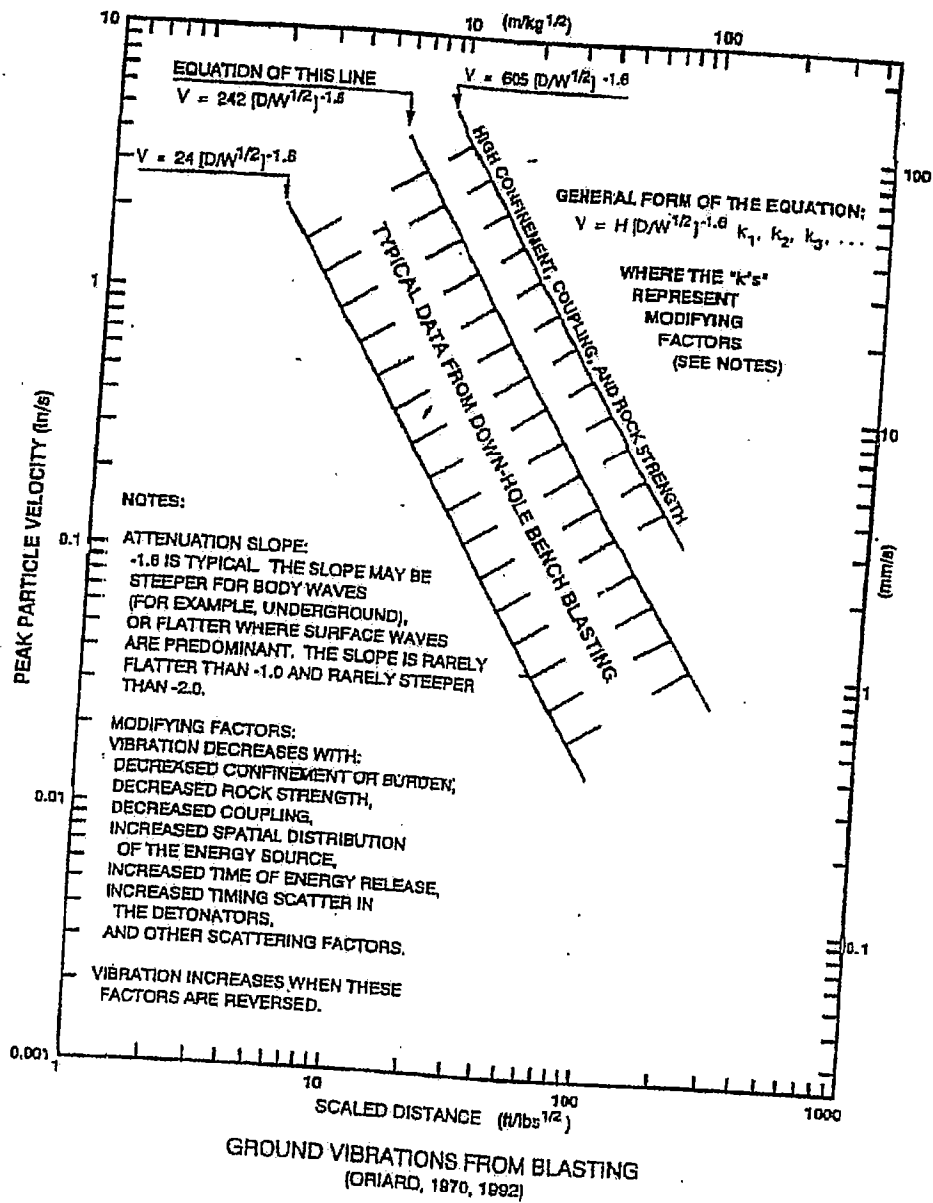 10 (m/kg1/2) 100
10
EQUATION OF THIS LINE
V = 242 [D/W1/2]-1.6
V = 605 [D/W1/2]-1.6
V = 24 [D/W1/2]-1.6
HIGH CONFINEMENT, COUPLING, AND ROCK STRENGTH
TYPICAL DATA FROM DOWN-HOLE BENCH BLASTING
GENERAL FORM OF THE EQUATION:
V = H [D/W1/2]-1.6 k1, k2, k3, ...
WHERE THE "k's"
REPRESENT
MODIFYING
FACTORS
(SEE NOTES)
100
1
10
0.1
1
0.01
0.1
0.001
PEAK PARTICLE VELOCITY (in/s)
(mm/s)
NOTES:
ATTENUATION SLOPE:
-1.6 IS TYPICAL. THE SLOPE MAY BE
STEEPER FOR BODY WAVES
(FOR EXAMPLE, UNDERGROUND),
OR FLATTER WHERE SURFACE WAVES
ARE PREDOMINANT. THE SLOPE IS RARELY
FLATTER THAN -1.0 AND RARELY STEEPER
THAN -2.0.
MODIFYING FACTORS:
VIBRATION DECREASES WITH:
DECREASED CONFINEMENT OR BURDEN,
DECREASED ROCK STRENGTH,
DECREASED COUPLING,
INCREASED SPATIAL DISTRIBUTION
OF THE ENERGY SOURCE,
INCREASED TIME OF ENERGY RELEASE,
INCREASED TIMING SCATTER IN
THE DETONATORS,
AND OTHER SCATTERING FACTORS.
VIBRATION INCREASES WHEN THESE
FACTORS ARE REVERSED.
1 10 100 1000
SCALED DISTANCE (ft/lbs1/2)
GROUND VIBRATIONS FROM BLASTING
(ORIARD, 1970, 1992)